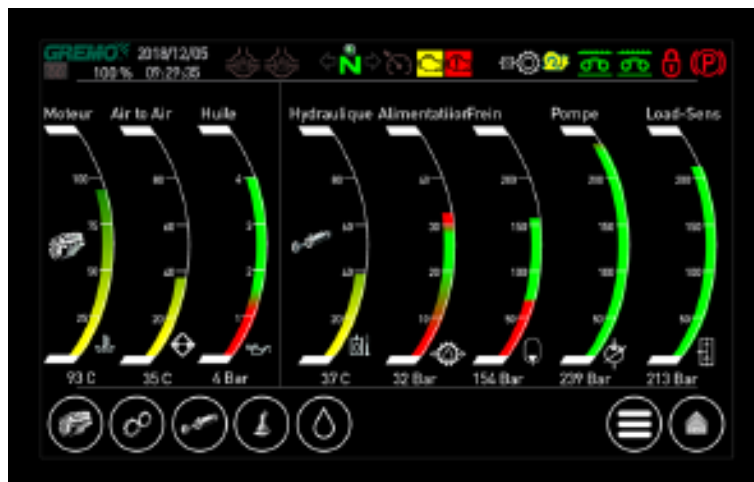 GREMO 2018/12/05
100 % 09:29:35
N
P
Moteur Air to Air Huile Hydraulique AlimentatiionFrein Pompe Load-Sens
100 80 4 80 40 200 200 200
75 60 3 60 30 150 150 150
50 40 2 40 20 100 100 100
25 20 1 20 10 50 50 50
93 C 35 C 4 Bar 37 C 32 Bar 154 Bar 239 Bar 213 Bar